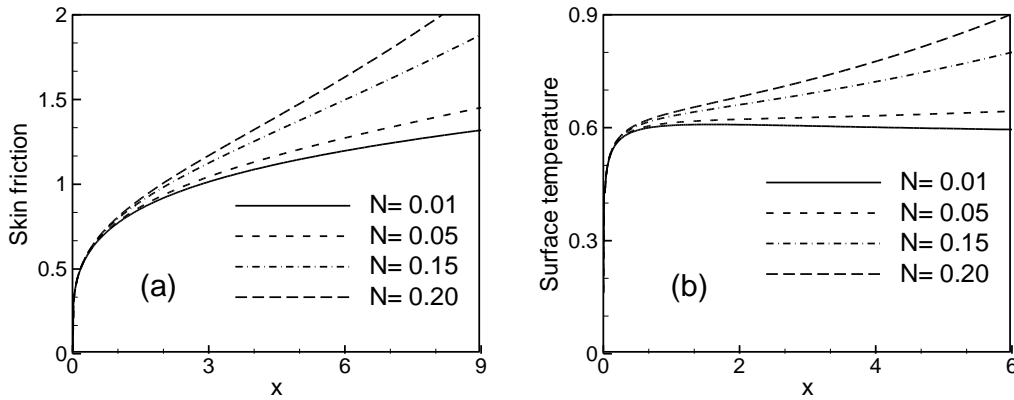 2
1.5
1
0.5
0
0
3
6
9
Skin friction
x
(a)
N= 0.01
N= 0.05
N= 0.15
N= 0.20
0.9
0.6
0.3
0
0
2
4
6
Surface temperature
x
(b)
N= 0.01
N= 0.05
N= 0.15
N= 0.20